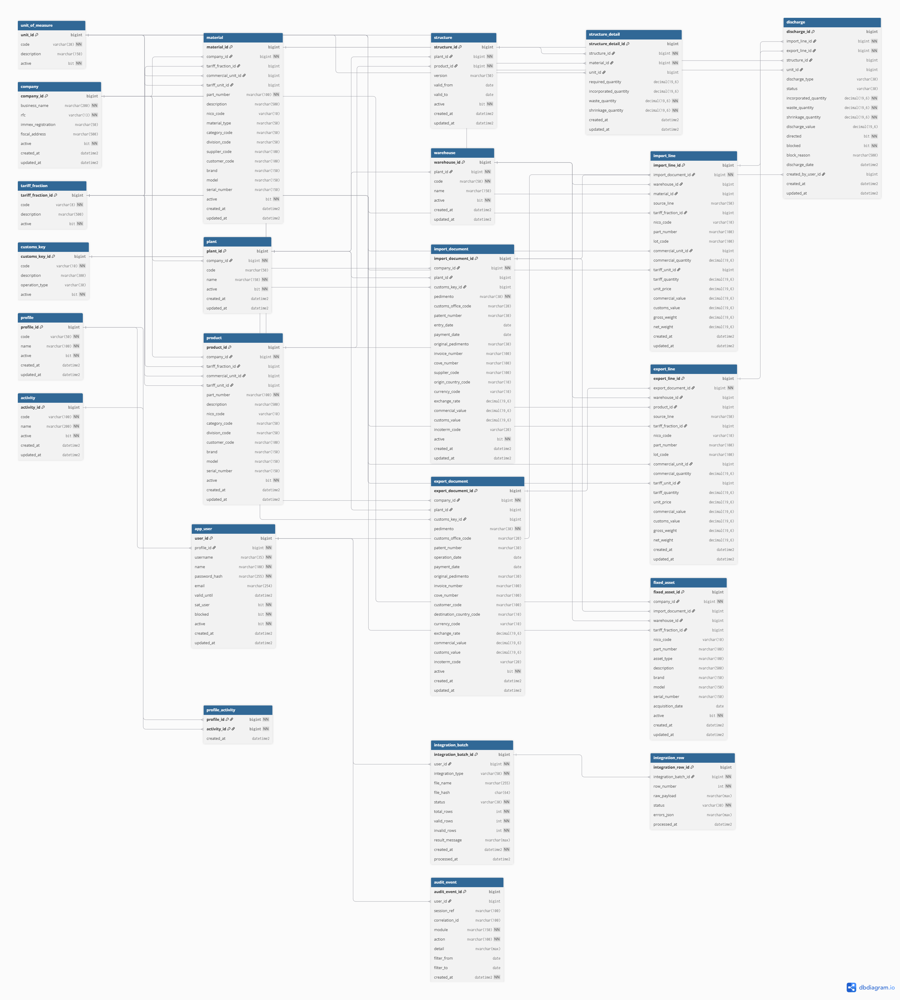 unit_of_measure
unit_id bigint
code varchar(20) NN
description nvarchar(150)
active bit NN
company
company_id bigint
business_name nvarchar(200) NN
rfc varchar(13) NN
immex_registration nvarchar(50)
fiscal_address nvarchar(500)
active bit NN
created_at datetime2
updated_at datetime2
tariff_fraction
tariff_fraction_id bigint
code varchar(8) NN
description nvarchar(500)
active bit NN
customs_key
customs_key_id bigint
code varchar(10) NN
description nvarchar(300)
operation_type varchar(30)
active bit NN
profile
profile_id bigint
code varchar(50) NN
name nvarchar(100) NN
active bit NN
created_at datetime2
updated_at datetime2
activity
activity_id bigint
code varchar(100) NN
name nvarchar(200) NN
active bit NN
created_at datetime2
updated_at datetime2
material
material_id bigint
company_id bigint NN
tariff_fraction_id bigint
commercial_unit_id bigint
tariff_unit_id bigint
part_number nvarchar(100) NN
description nvarchar(500)
nico_code varchar(10)
material_type nvarchar(50)
category_code nvarchar(50)
division_code nvarchar(50)
supplier_code nvarchar(100)
customer_code nvarchar(100)
brand nvarchar(150)
model nvarchar(150)
serial_number nvarchar(150)
active bit NN
created_at datetime2
updated_at datetime2
plant
plant_id bigint
company_id bigint NN
code nvarchar(50)
name nvarchar(150) NN
active bit NN
created_at datetime2
updated_at datetime2
product
product_id bigint
company_id bigint NN
tariff_fraction_id bigint
commercial_unit_id bigint
tariff_unit_id bigint
part_number nvarchar(100) NN
description nvarchar(500)
nico_code varchar(10)
category_code nvarchar(50)
division_code nvarchar(50)
customer_code nvarchar(100)
brand nvarchar(150)
model nvarchar(150)
serial_number nvarchar(150)
active bit NN
created_at datetime2
updated_at datetime2
app_user
user_id bigint
profile_id bigint NN
username nvarchar(35) NN
name nvarchar(100) NN
password_hash nvarchar(255) NN
email nvarchar(254)
valid_until datetime2
sat_user bit NN
blocked bit NN
active bit NN
created_at datetime2
updated_at datetime2
profile_activity
profile_id bigint NN
activity_id bigint NN
created_at datetime2
structure
structure_id bigint
plant_id bigint NN
product_id bigint NN
version nvarchar(50)
valid_from date
valid_to date
active bit NN
created_at datetime2
updated_at datetime2
warehouse
warehouse_id bigint
plant_id bigint NN
code nvarchar(50) NN
name nvarchar(150)
active bit NN
created_at datetime2
updated_at datetime2
import_document
import_document_id bigint
company_id bigint NN
plant_id bigint
customs_key_id bigint
pedimento nvarchar(30) NN
customs_office_code nvarchar(20)
patent_number nvarchar(30)
entry_date date
payment_date date
original_pedimento nvarchar(30)
invoice_number nvarchar(100)
cove_number nvarchar(100)
supplier_code nvarchar(100)
origin_country_code nvarchar(10)
currency_code varchar(10)
exchange_rate decimal(19,6)
commercial_value decimal(19,6)
customs_value decimal(19,6)
incoterm_code varchar(20)
active bit NN
created_at datetime2
updated_at datetime2
export_document
export_document_id bigint
company_id bigint NN
plant_id bigint
customs_key_id bigint
pedimento nvarchar(30) NN
customs_office_code nvarchar(20)
patent_number nvarchar(30)
operation_date date
payment_date date
original_pedimento nvarchar(30)
invoice_number nvarchar(100)
cove_number nvarchar(100)
customer_code nvarchar(100)
destination_country_code nvarchar(10)
currency_code varchar(10)
exchange_rate decimal(19,6)
commercial_value decimal(19,6)
customs_value decimal(19,6)
incoterm_code varchar(20)
active bit NN
created_at datetime2
updated_at datetime2
integration_batch
integration_batch_id bigint
user_id bigint NN
integration_type varchar(50) NN
file_name nvarchar(255)
file_hash char(64)
status varchar(30) NN
total_rows int NN
valid_rows int NN
invalid_rows int NN
result_message nvarchar(max)
created_at datetime2 NN
processed_at datetime2
audit_event
audit_event_id bigint
user_id bigint
session_ref nvarchar(100)
correlation_id nvarchar(100)
module nvarchar(150) NN
action nvarchar(100) NN
detail nvarchar(max)
filter_from date
filter_to date
created_at datetime2 NN
structure_detail
structure_detail_id bigint
structure_id bigint NN
material_id bigint NN
unit_id bigint
required_quantity decimal(19,6)
incorporated_quantity decimal(19,6)
waste_quantity decimal(19,6) NN
shrinkage_quantity decimal(19,6) NN
created_at datetime2
updated_at datetime2
import_line
import_line_id bigint
import_document_id bigint NN
warehouse_id bigint
material_id bigint
source_line nvarchar(50)
tariff_fraction_id bigint
nico_code varchar(10)
part_number nvarchar(100)
lot_code nvarchar(100)
commercial_unit_id bigint
commercial_quantity decimal(19,6)
tariff_unit_id bigint
tariff_quantity decimal(19,6)
unit_price decimal(19,6)
commercial_value decimal(19,6)
customs_value decimal(19,6)
gross_weight decimal(19,6)
net_weight decimal(19,6)
created_at datetime2
updated_at datetime2
export_line
export_line_id bigint
export_document_id bigint NN
warehouse_id bigint
product_id bigint
source_line nvarchar(50)
tariff_fraction_id bigint
nico_code varchar(10)
part_number nvarchar(100)
lot_code nvarchar(100)
commercial_unit_id bigint
commercial_quantity decimal(19,6)
tariff_unit_id bigint
tariff_quantity decimal(19,6)
unit_price decimal(19,6)
commercial_value decimal(19,6)
customs_value decimal(19,6)
gross_weight decimal(19,6)
net_weight decimal(19,6)
created_at datetime2
updated_at datetime2
fixed_asset
fixed_asset_id bigint
company_id bigint NN
import_document_id bigint
warehouse_id bigint
tariff_fraction_id bigint
nico_code varchar(10)
part_number nvarchar(100)
asset_type nvarchar(100)
description nvarchar(500)
brand nvarchar(150)
model nvarchar(150)
serial_number nvarchar(150)
acquisition_date date
active bit NN
created_at datetime2
updated_at datetime2
integration_row
integration_row_id bigint
integration_batch_id bigint NN
row_number int NN
raw_payload nvarchar(max)
status varchar(30) NN
errors_json nvarchar(max)
processed_at datetime2
discharge
discharge_id bigint
import_line_id bigint NN
export_line_id bigint NN
structure_id bigint
unit_id bigint
discharge_type varchar(30)
status varchar(30)
incorporated_quantity decimal(19,6) NN
waste_quantity decimal(19,6) NN
shrinkage_quantity decimal(19,6) NN
discharge_value decimal(19,6)
directed bit NN
blocked bit NN
block_reason nvarchar(500)
discharge_date datetime2
created_by_user_id bigint
created_at datetime2
updated_at datetime2
dbdiagram.io